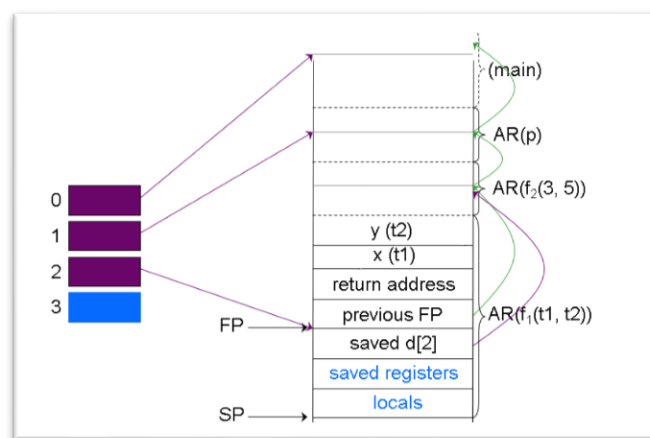 (main)
AR(p)
0
AR(f₂(3, 5))
1
y (t2)
2
x (t1)
return address
3
previous FP
AR(f₁(t1, t2))
FP
saved d[2]
saved registers
locals
SP